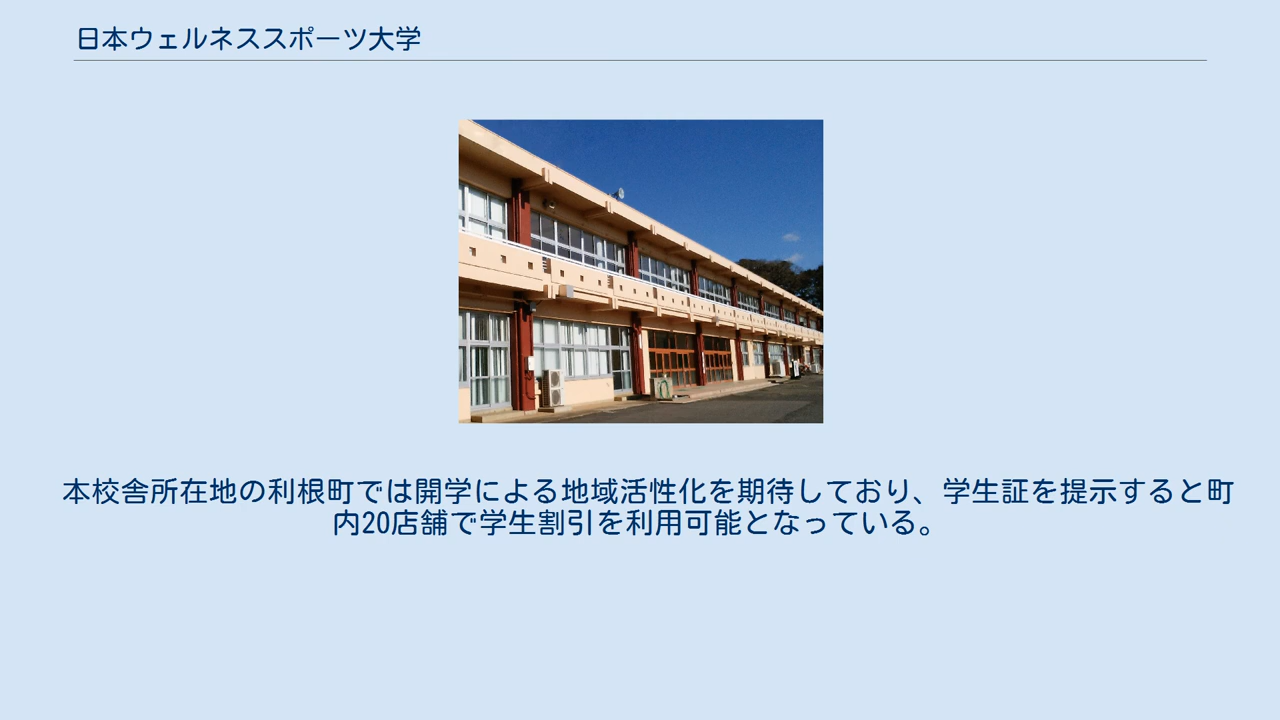 日本ウェルネススポーツ大学
本校舎所在地の利根町では開学による地域活性化を期待しており、学生証を提示すると町
内20店舗で学生割引を利用可能となっている。